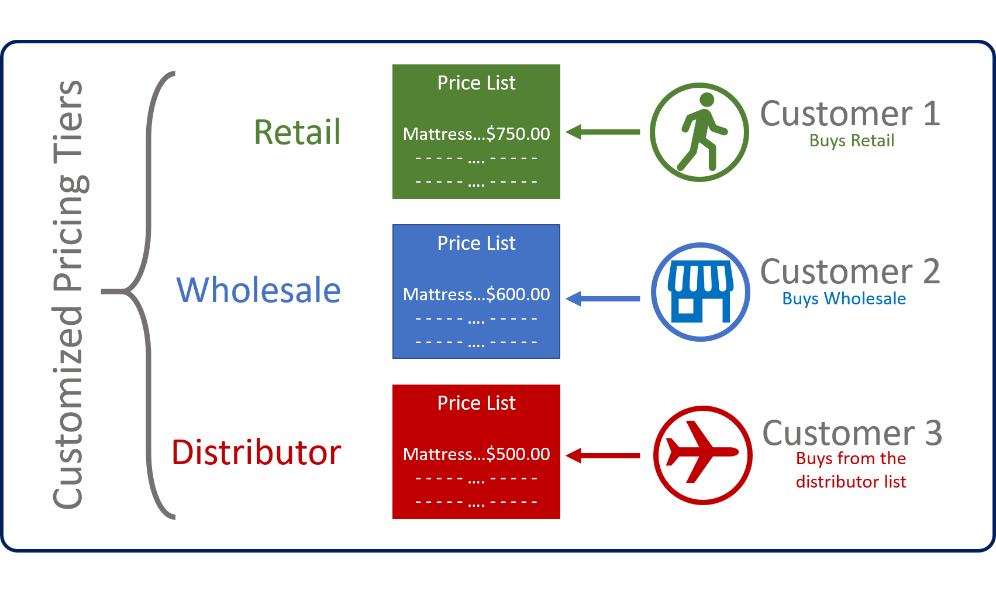 Customized Pricing Tiers
Retail
Price List
Mattress...$750.00
- - - - - .... - - - - -
- - - - - .... - - - - -
Customer 1
Buys Retail
Wholesale
Price List
Mattress...$600.00
- - - - - .... - - - - -
- - - - - .... - - - - -
Customer 2
Buys Wholesale
Distributor
Price List
Mattress...$500.00
- - - - - .... - - - - -
- - - - - .... - - - - -
Customer 3
Buys from the
distributor list